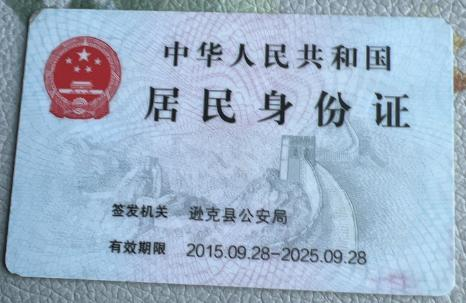 中华人民共和国
居民身份证
签发机关 逊克县公安局
有效期限 2015.09.28-2025.09.28